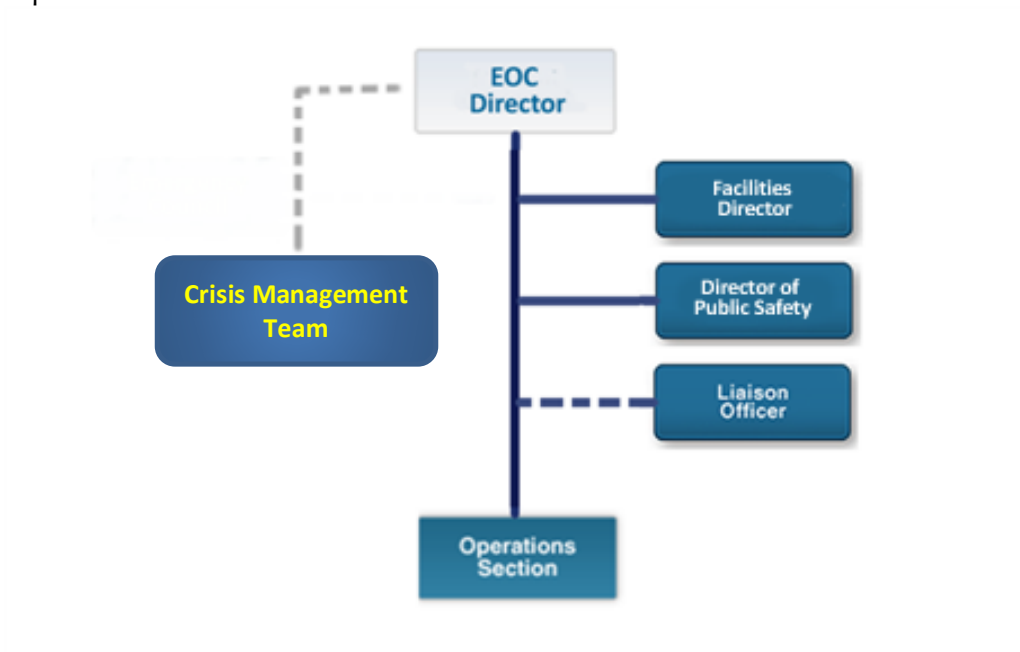 EOC
Director
Facilities
Director
Director of
Public Safety
Crisis Management
Team
Liaison
Officer
Operations
Section